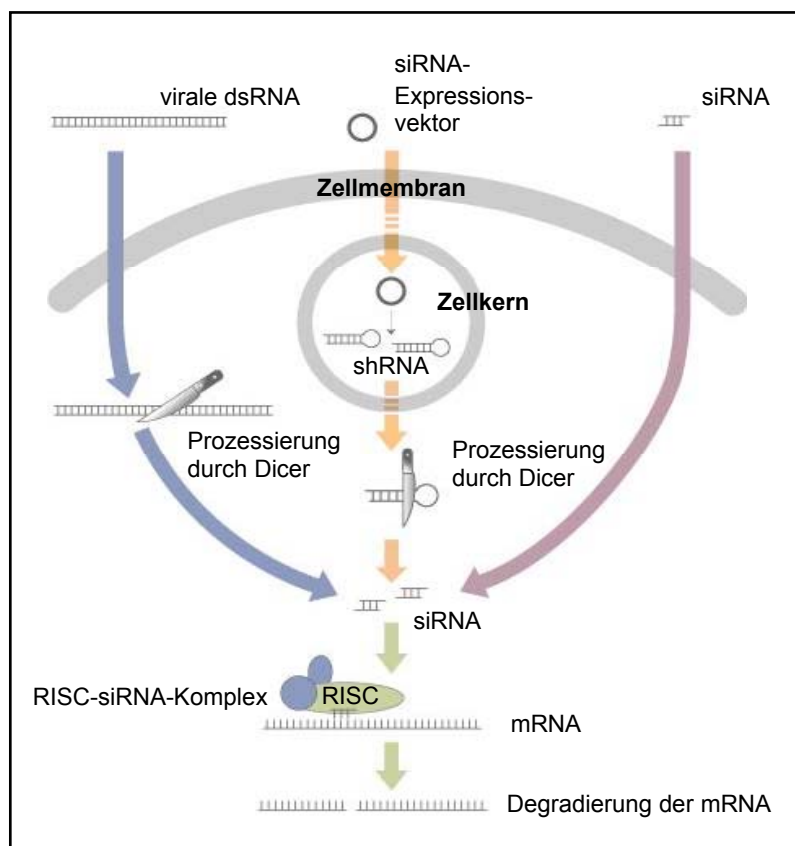 virale dsRNA
siRNA-
Expressions-
vektor
siRNA
Zellmembran
Zellkern
shRNA
Prozessierung
durch Dicer
Prozessierung
durch Dicer
siRNA
RISC-siRNA-Komplex
RISC
mRNA
Degradierung der mRNA